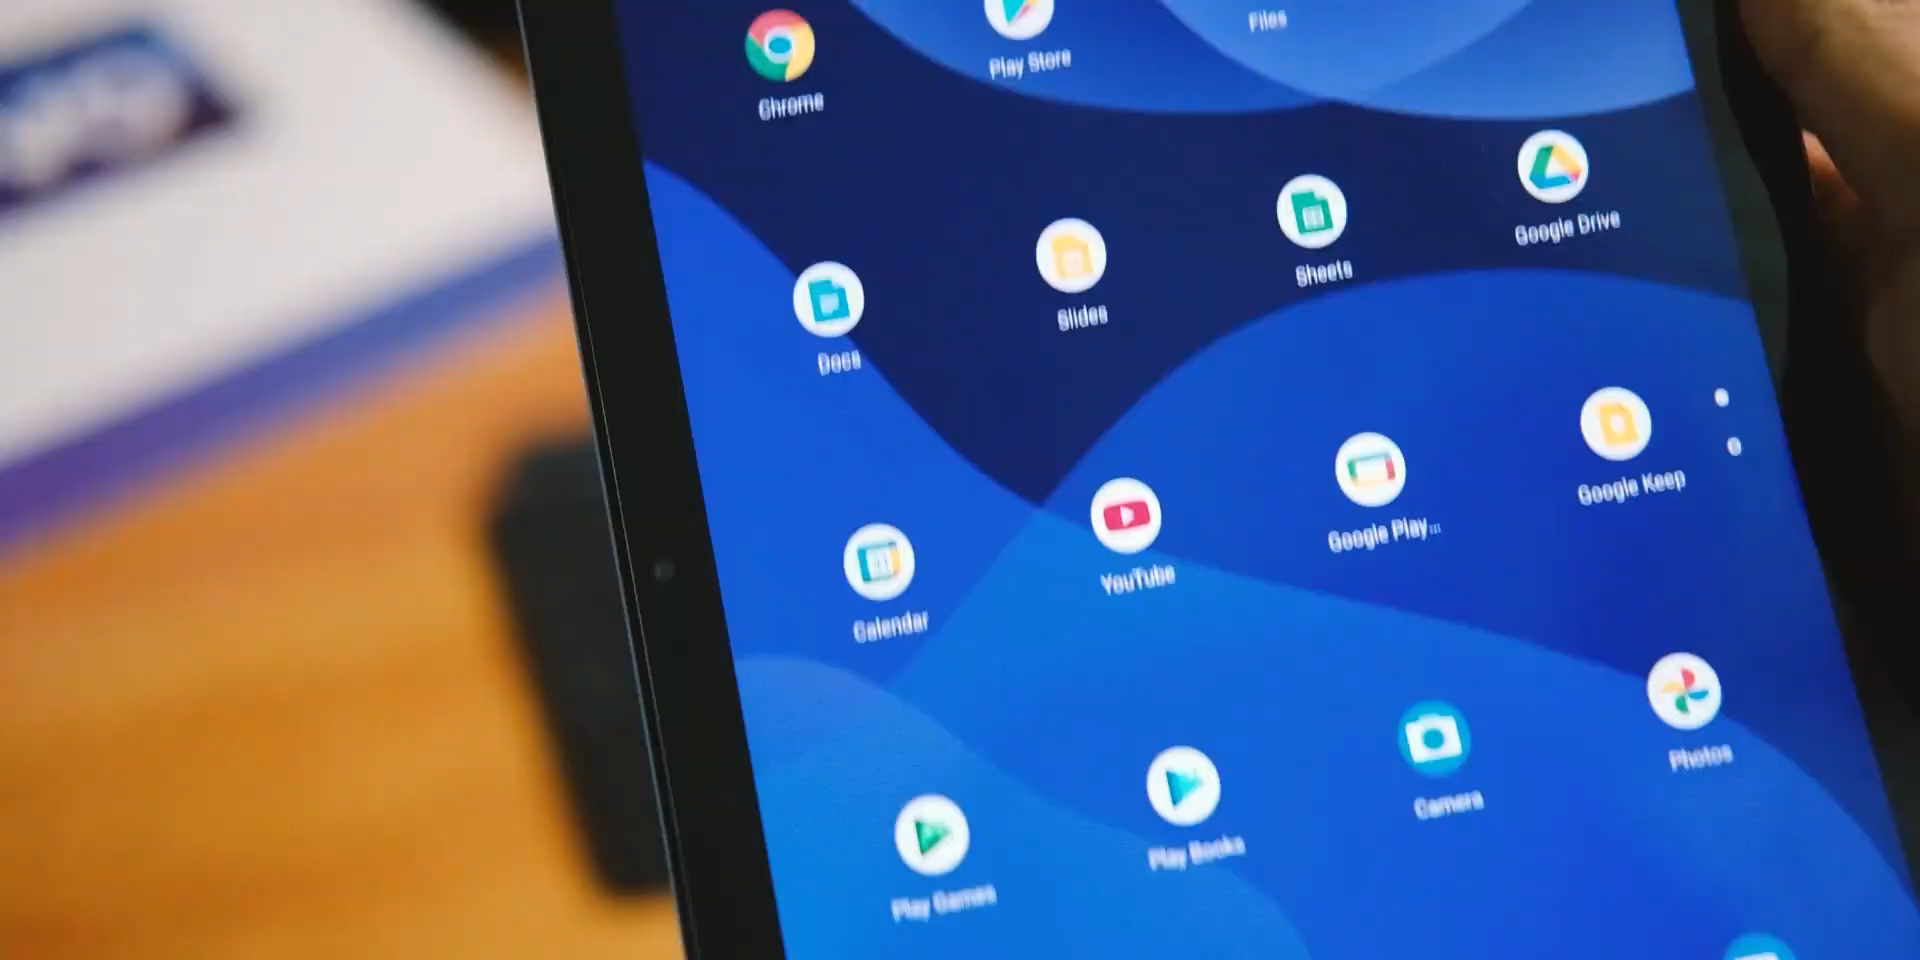 Files
Play Store
Chrome
Google Drive
Sheets
Slides
Docs
Google Keep
Google Play...
YouTube
Calendar
Photos
Camera
Play Books
Play Games